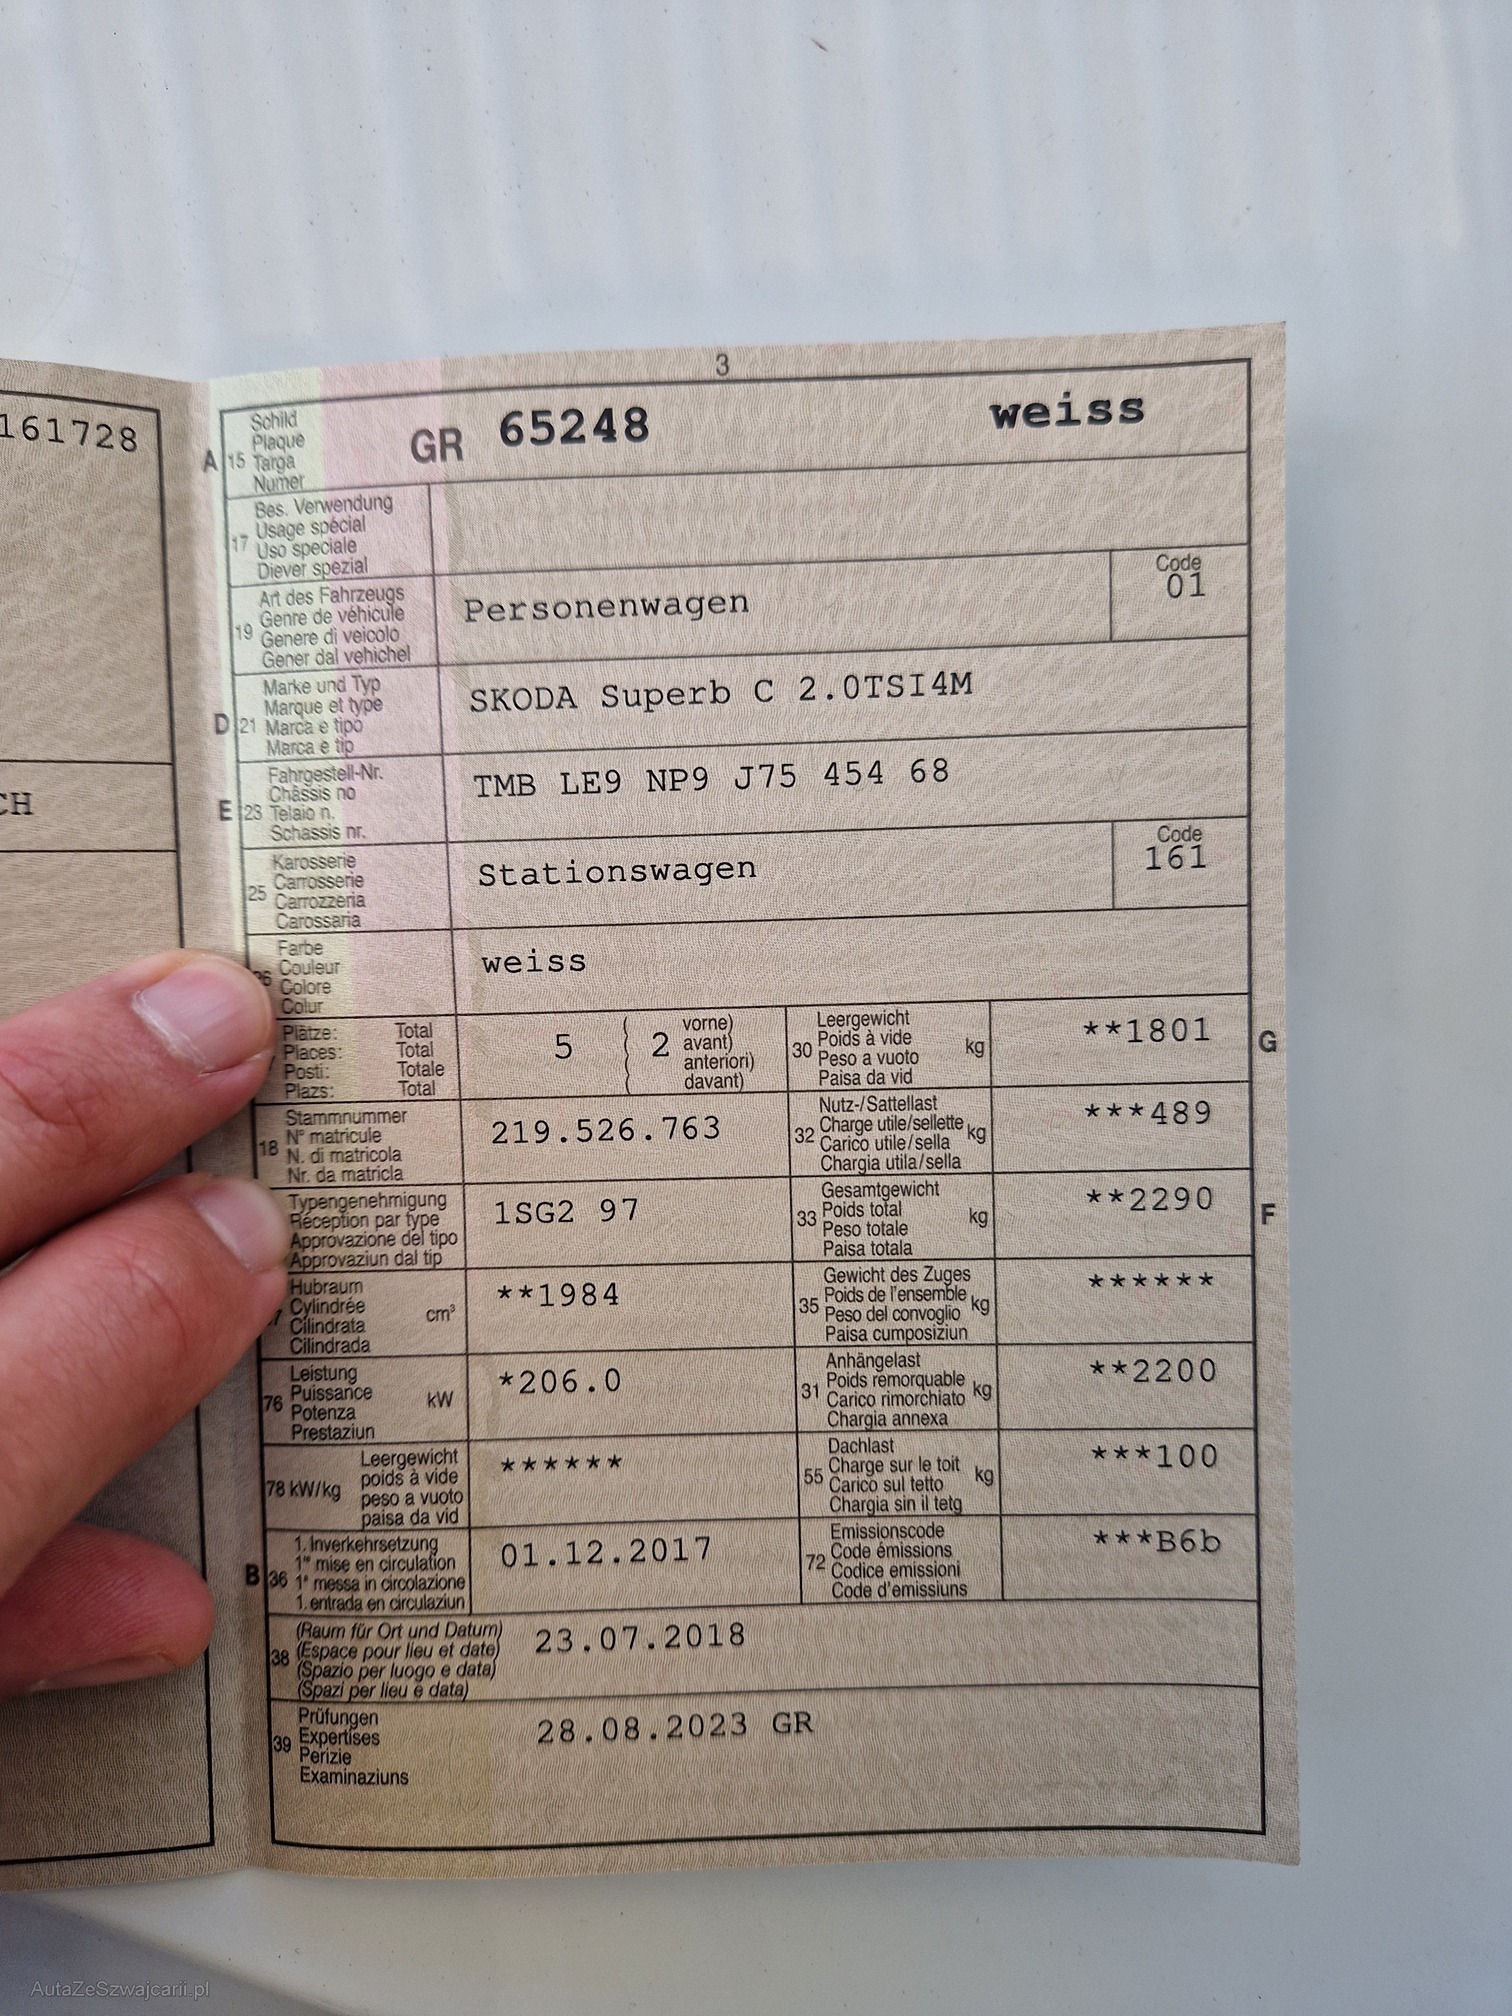 161728
CH
3
A 15 Schild
Plaque
Targa
Numer
GR 65248 weiss
17 Bes. Verwendung
Usage spécial
Uso speciale
Diever spezial
19 Art des Fahrzeugs
Genre de véhicule
Genere di veicolo
Gener dal vehichel
Personenwagen
Code
01
D 21 Marke und Typ
Marque et type
Marca e tipo
Marca e tip
SKODA Superb C 2.0TSI4M
E 23 Fahrgestell-Nr.
Châssis no
Telaio n.
Schassis nr.
TMB LE9 NP9 J75 454 68
25 Karosserie
Carrosserie
Carrozzeria
Carossaria
Stationswagen
Code
161
Farbe
Couleur
Colore
Colur
weiss
Plätze: Total
Places: Total
Posti: Totale
Plazs: Total
5 ( 2 vorne)
avant)
anteriori)
davant)
30 Leergewicht
Poids à vide
Peso a vuoto
Paisa da vid
kg
**1801
G
18 Stammnummer
N° matricule
N. di matricola
Nr. da matricla
219.526.763
32 Nutz-/Sattellast
Charge utile/sellette
Carico utile/sella
Chargia utila/sella
kg
***489
Typengenehmigung
Réception par type
Approvazione del tipo
Approvaziun dal tip
1SG2 97
33 Gesamtgewicht
Poids total
Peso totale
Paisa totala
kg
**2290
F
Hubraum
Cylindrée
Cilindrata
Cilindrada
cm³
**1984
35 Gewicht des Zuges
Poids de l'ensemble
Peso del convoglio
Paisa cumposiziun
kg
******
76 Leistung
Puissance
Potenza
Prestaziun
kW
*206.0
31 Anhängelast
Poids remorquable
Carico rimorchiato
Chargia annexa
kg
**2200
78 kW/kg
Leergewicht
poids à vide
peso a vuoto
paisa da vid
******
55 Dachlast
Charge sur le toit
Carico sul tetto
Chargia sin il tetg
kg
***100
B 36 1. Inverkehrsetzung
1re mise en circulation
1a messa in circolazione
1. entrada en circulaziun
01.12.2017
72 Emissionscode
Code émissions
Codice emissioni
Code d'emissiuns
***B6b
38 (Raum für Ort und Datum)
(Espace pour lieu et date)
(Spazio per luogo e data)
(Spazi per lieu e data)
23.07.2018
39 Prüfungen
Expertises
Perizie
Examinaziuns
28.08.2023 GR
AutaZeSzwajcarii.pl